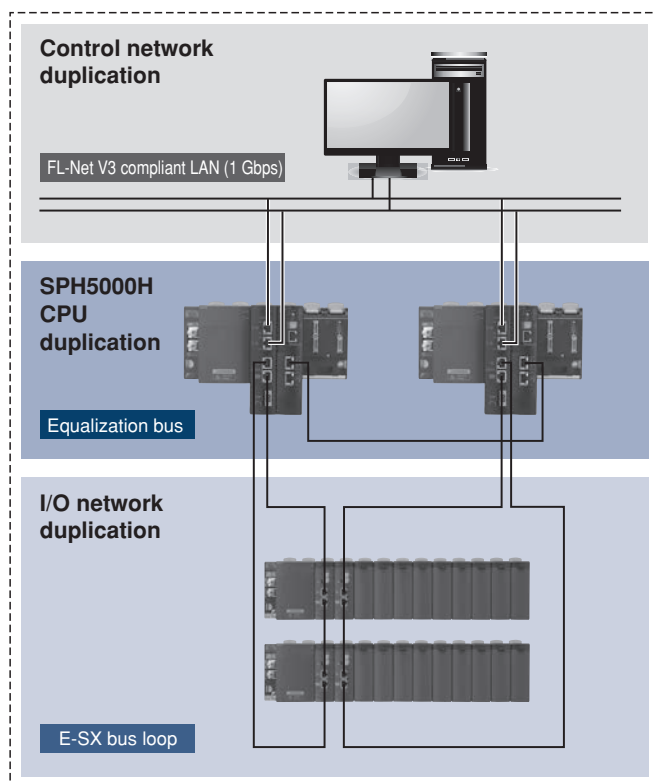 Control network
duplication
FL-Net V3 compliant LAN (1 Gbps)
SPH5000H
CPU
duplication
Equalization bus
I/O network
duplication
E-SX bus loop